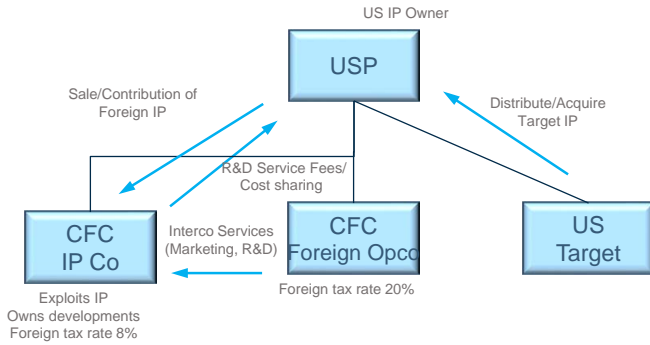 US IP Owner
USP
Sale/Contribution of
Foreign IP
Distribute/Acquire
Target IP
R&D Service Fees/
Cost sharing
CFC
IP Co
Interco Services
(Marketing, R&D)
CFC
Foreign Opco
US
Target
Exploits IP
Owns developments
Foreign tax rate 8%
Foreign tax rate 20%